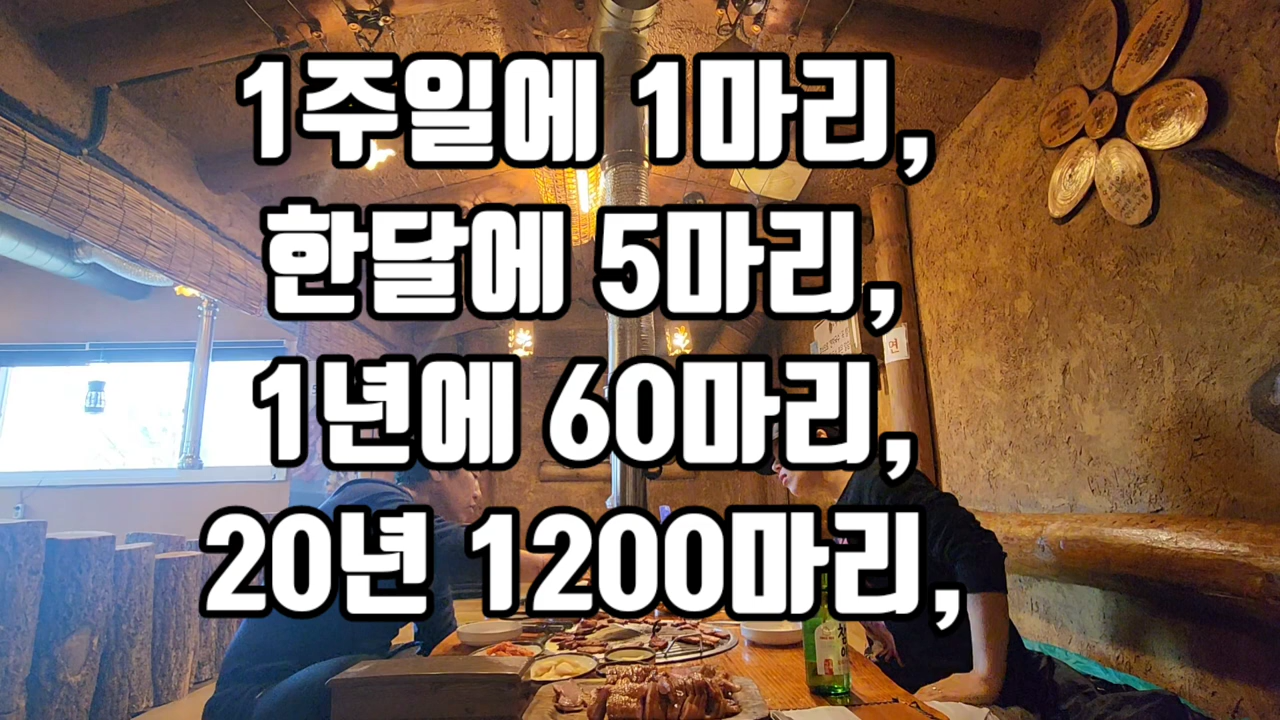 1주일에 1마리,
한달에 5마리,
1년에 60마리,
20년 1200마리,
연